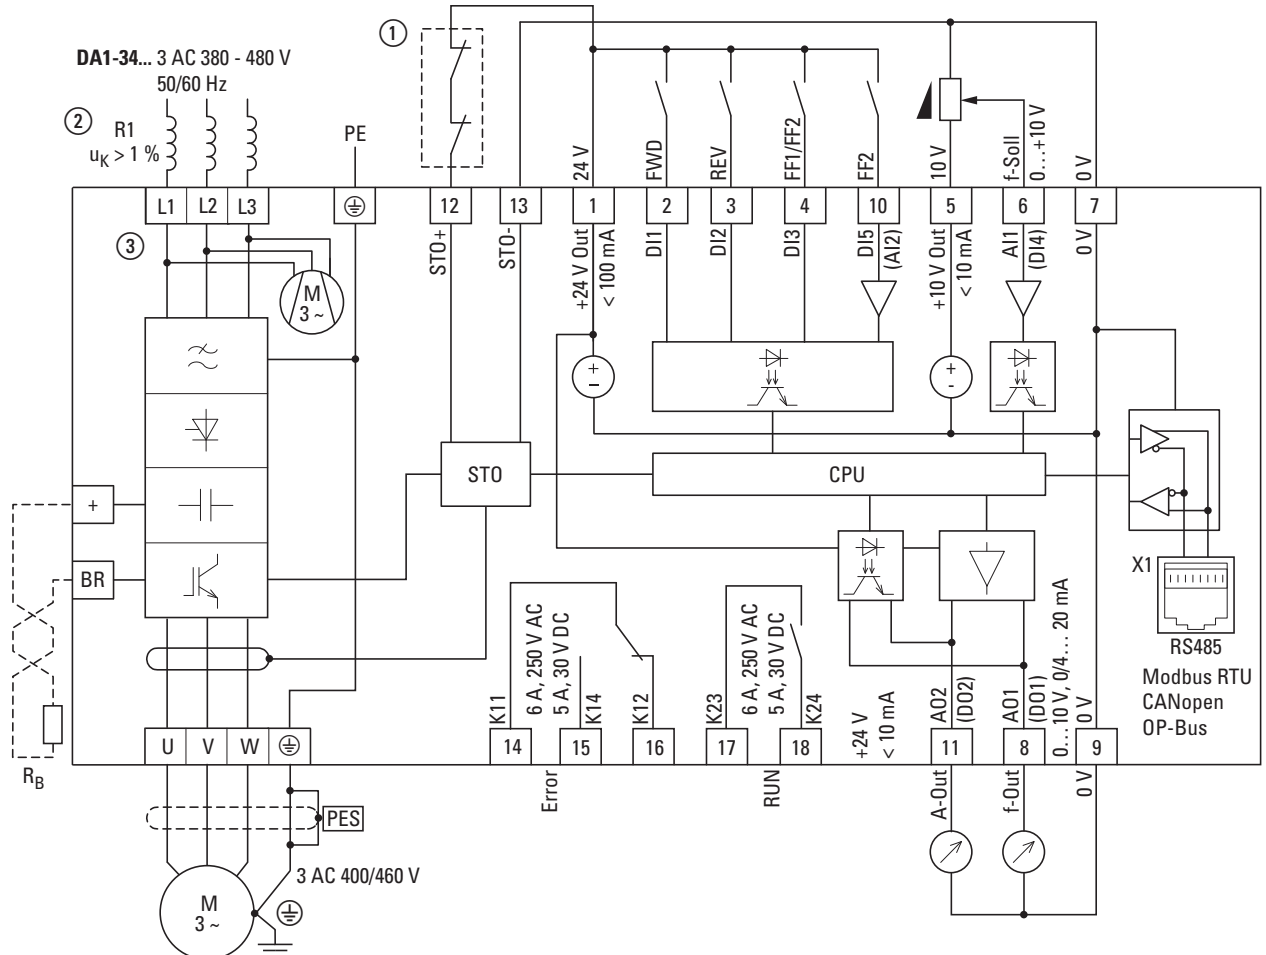 DA1-34... 3 AC 380 - 480 V
50/60 Hz
1
2
R1
uK > 1 %
PE
24 V
FWD
REV
FF1/FF2
FF2
10 V
f-Soll
0…+10 V
0 V
L1
L2
L3
12
13
1
2
3
4
10
5
6
7
3
STO+
STO-
+24 V Out
< 100 mA
DI1
DI2
DI3
DI5
(AI2)
+10 V Out
< 10 mA
AI1
(DI4)
0 V
M
3 ~
+
−
+
-
STO
CPU
+
BR
X1
RS485
Modbus RTU
CANopen
OP-Bus
RB
K11
6 A, 250 V AC
5 A, 30 V DC
K14
K12
K23
6 A, 250 V AC
5 A, 30 V DC
K24
+24 V
< 10 mA
AO2
(DO2)
AO1
(DO1)
0…10 V, 0/4… 20 mA
0 V
U
V
W
14
15
16
17
18
11
8
9
Error
RUN
A-Out
f-Out
0 V
PES
3 AC 400/460 V
M
3 ~